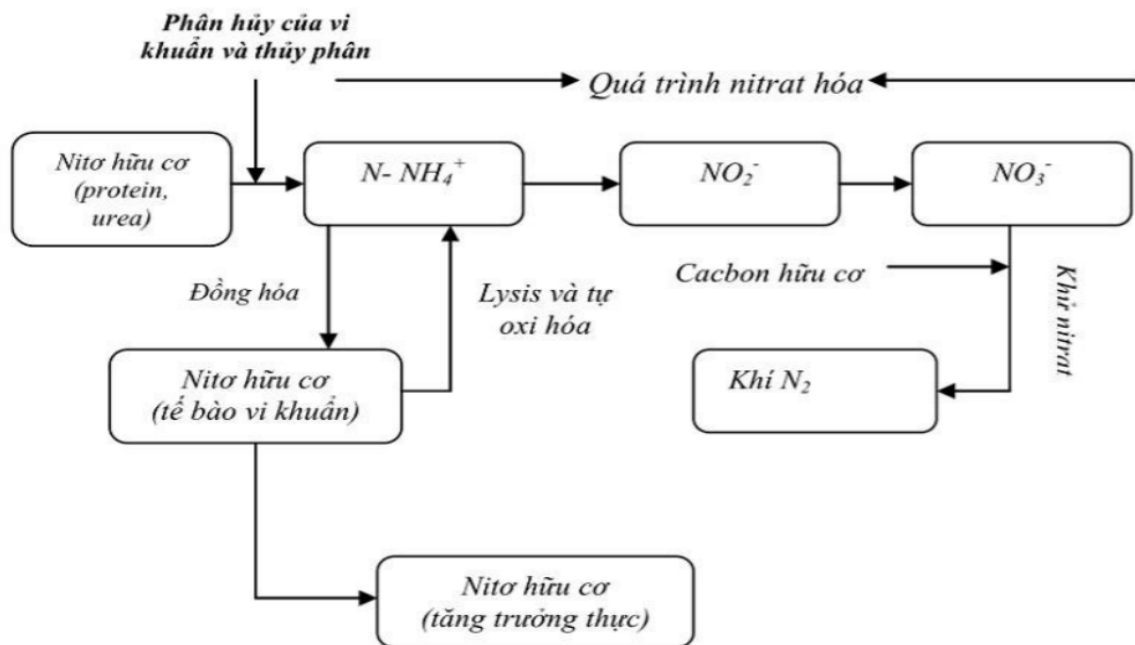 Phân hủy của vi
khuẩn và thủy phân
Quá trình nitrat hóa
Nitơ hữu cơ
(protein,
urea)
N- NH₄⁺
NO₂⁻
NO₃⁻
Đồng hóa
Lysis và tự
oxi hóa
Cacbon hữu cơ
Khử nitrat
Nitơ hữu cơ
(tế bào vi khuẩn)
Khí N₂
Nitơ hữu cơ
(tăng trưởng thực)